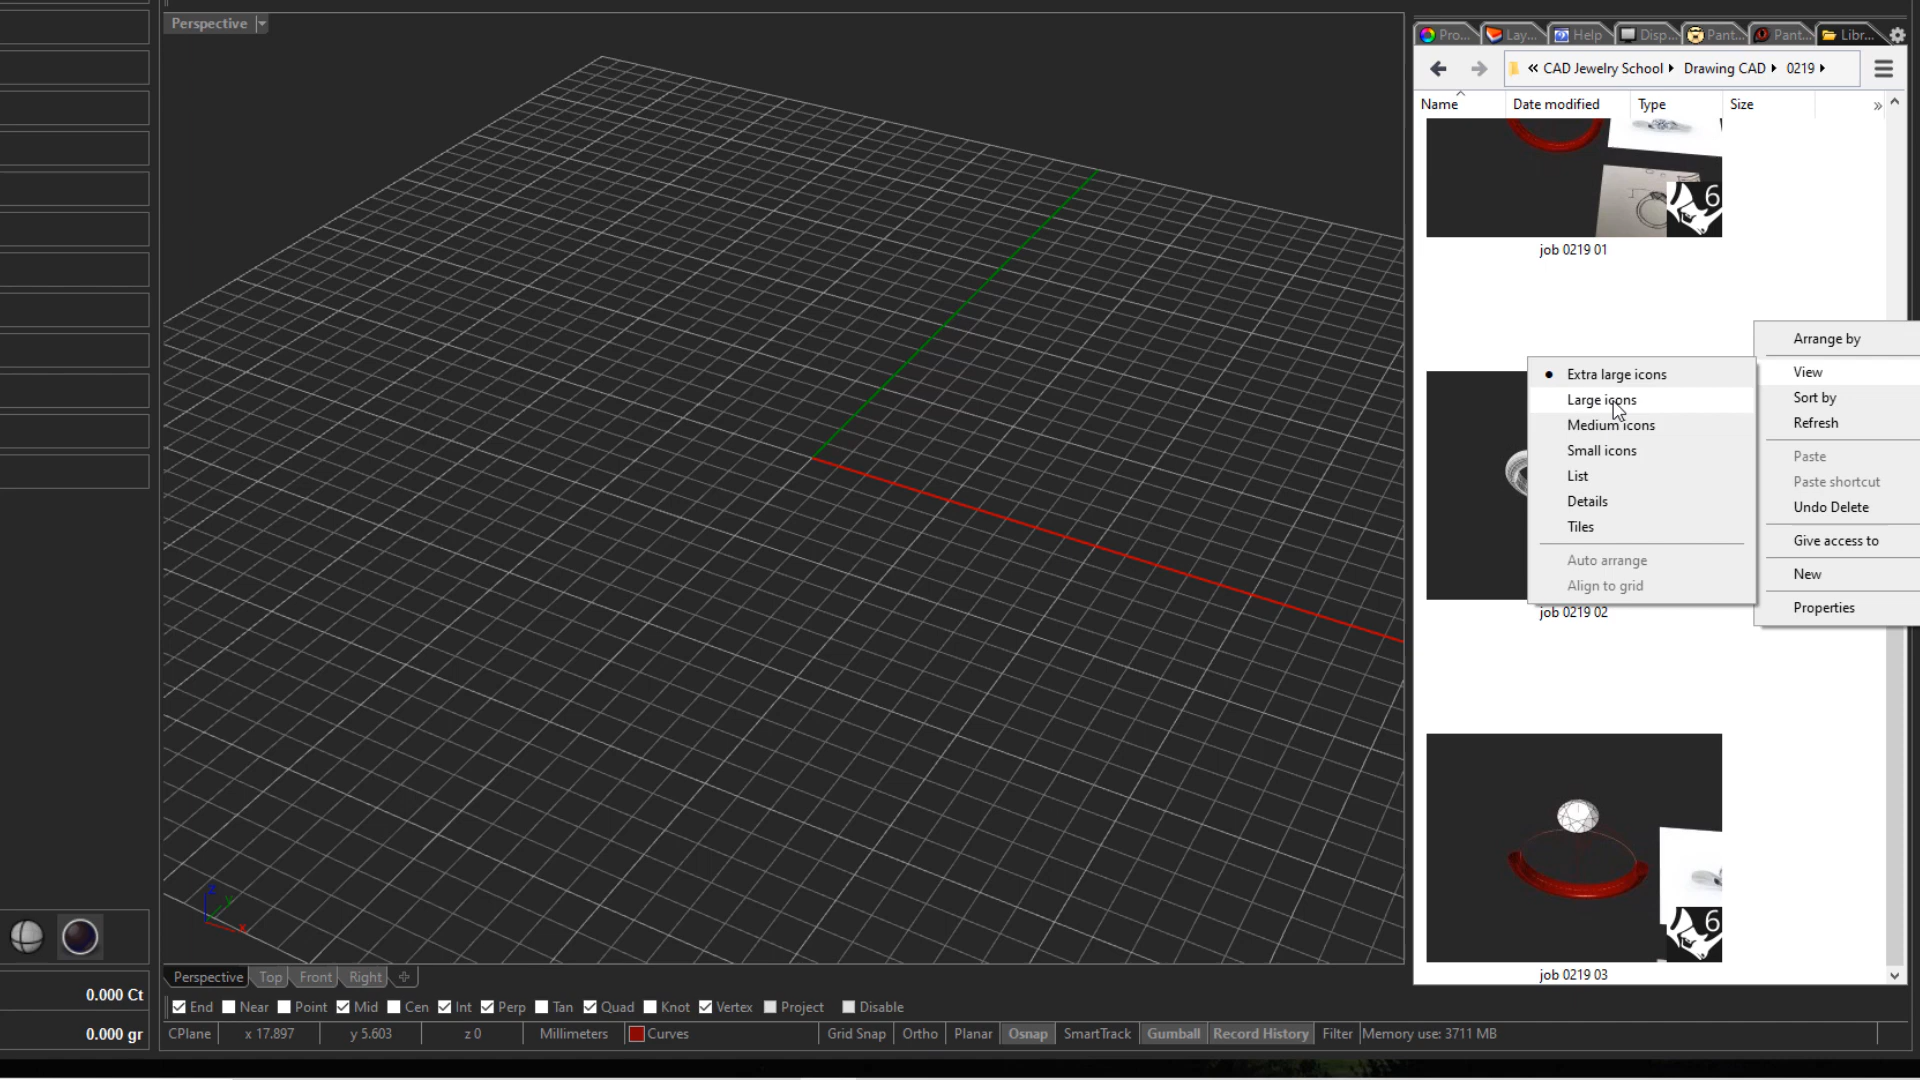 Perspective
Pro...
Lay...
Help
Disp...
Pant...
Pant...
Libr...
« CAD Jewelry School
Drawing CAD
0219
Name
Date modified
Type
Size
»
6
job 0219 01
Arrange by
View
Sort by
Refresh
Paste
Paste shortcut
Undo Delete
Give access to
New
Properties
Extra large icons
Large icons
Medium icons
Small icons
List
Details
Tiles
Auto arrange
Align to grid
job 0219 02
6
job 0219 03
z
y
x
Perspective
Top
Front
Right
0.000 Ct
0.000 gr
End Near Point Mid Cen Int Perp Tan Quad Knot Vertex Project Disable
CPlane x 17.897 y 5.603 z 0 Millimeters Curves Grid Snap Ortho Planar Osnap SmartTrack Gumball Record History Filter Memory use: 3711 MB